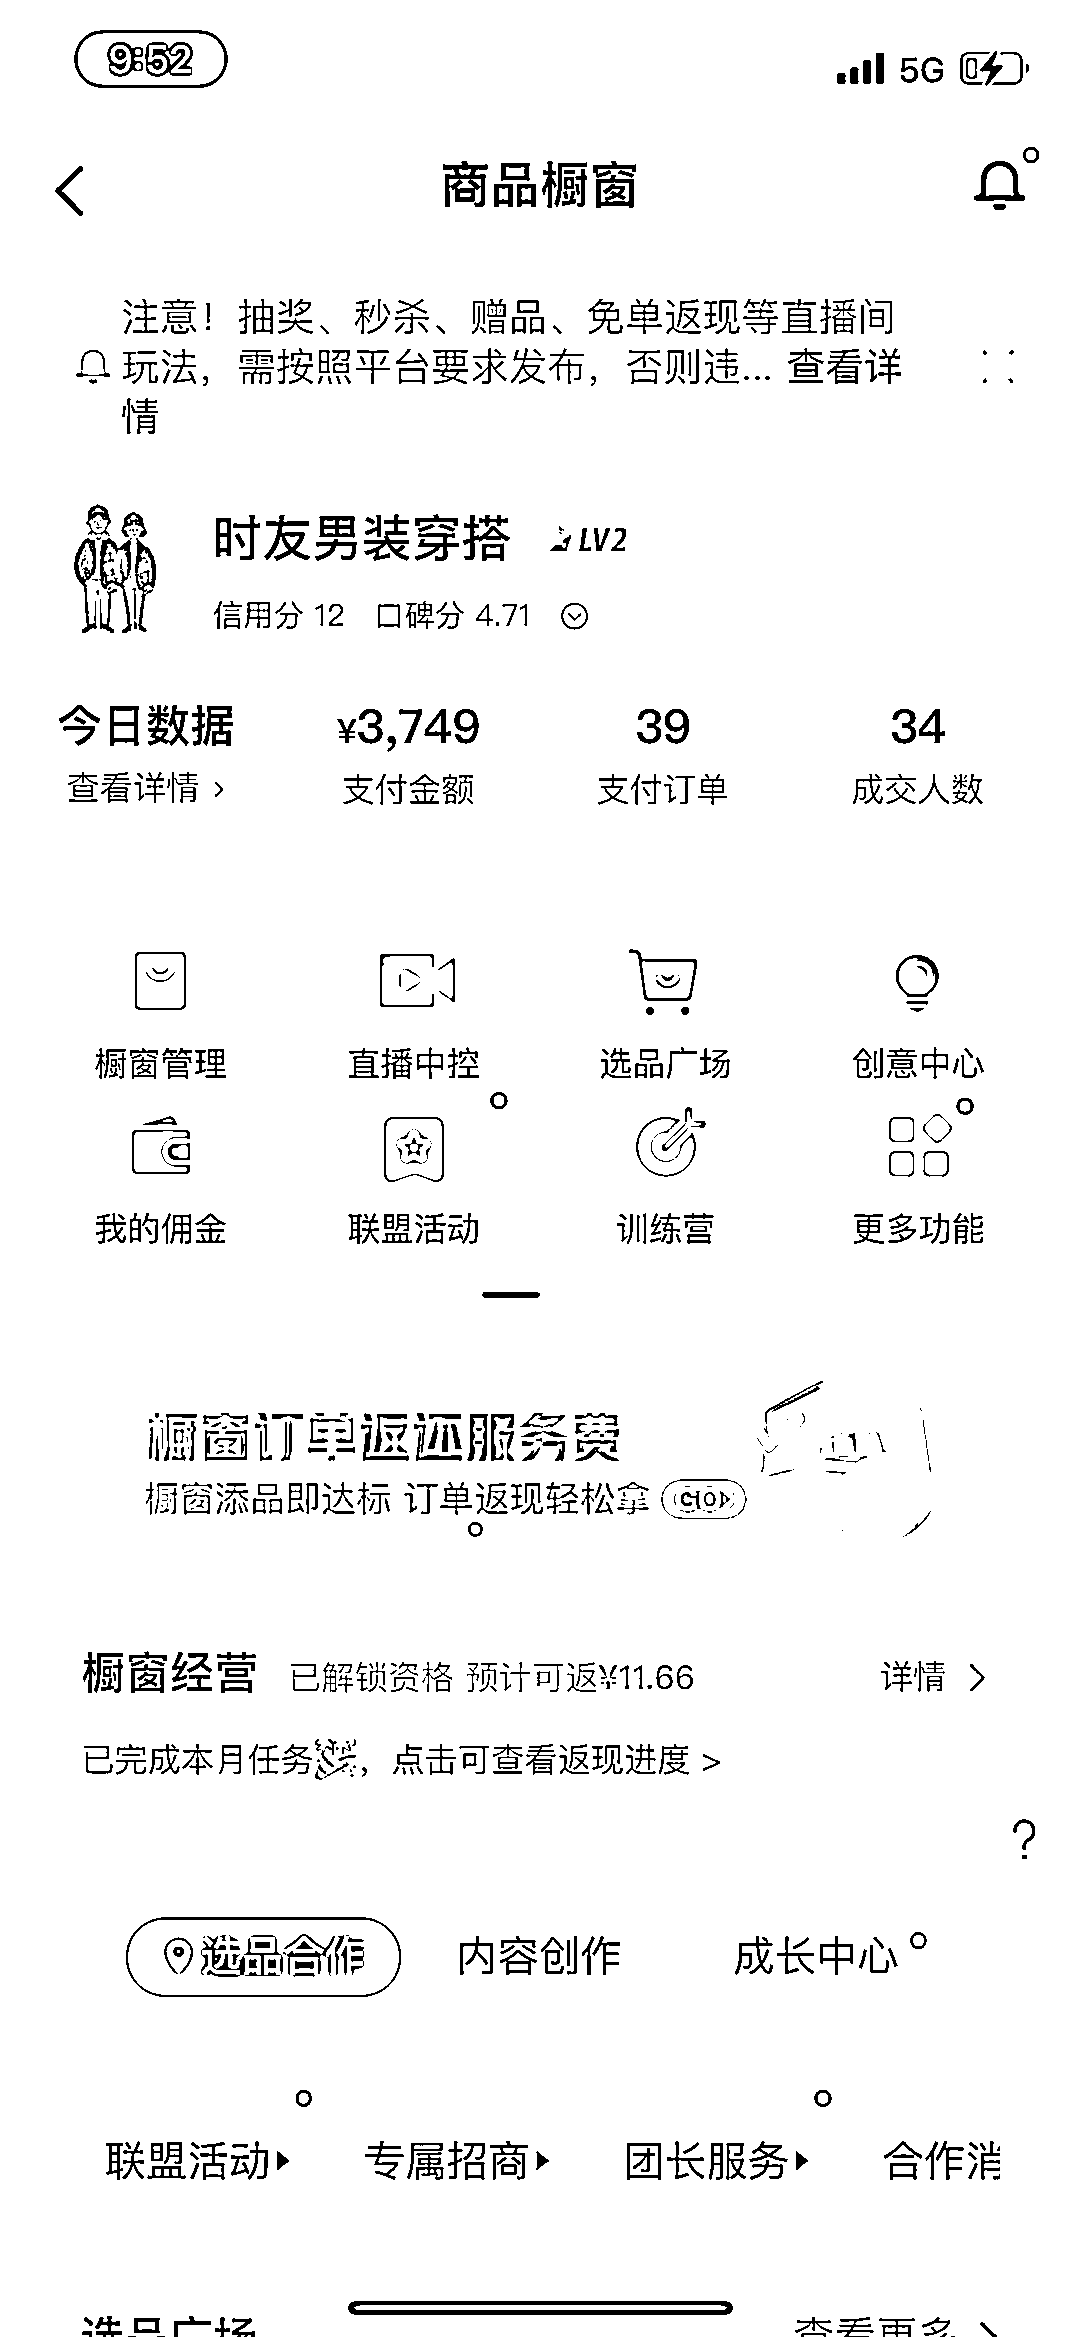 9:52
5G
商品橱窗
注意！抽奖、秒杀、赠品、免单返现等直播间
玩法，需按照平台要求发布，否则违... 查看详
情
时友男装穿搭 LV2
信用分 12 口碑分 4.71
今日数据 ¥3,749 39 34
查看详情 > 支付金额 支付订单 成交人数
橱窗管理 直播中控 选品广场 创意中心
我的佣金 联盟活动 训练营 更多功能
橱窗订单返还服务费
橱窗添品即达标 订单返现轻松拿 GO
橱窗经营 已解锁资格 预计可返¥11.66 详情 >
已完成本月任务，点击可查看返现进度 >
?
选品合作 内容创作 成长中心
联盟活动 专属招商 团长服务 合作消
选品广场 查看更多 >